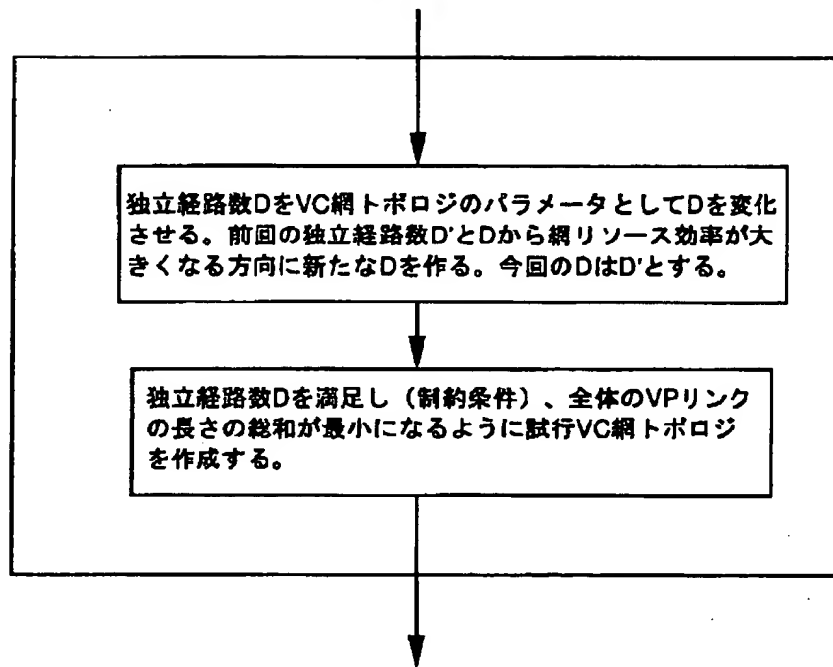 独立経路数DをVC網トポロジのパラメータとしてDを変化
させる。前回の独立経路数D'とDから網リソース効率が大
きくなる方向に新たなDを作る。今回のDはD'とする。
独立経路数Dを満足し（制約条件）、全体のVPリンク
の長さの総和が最小になるように試行VC網トポロジ
を作成する。